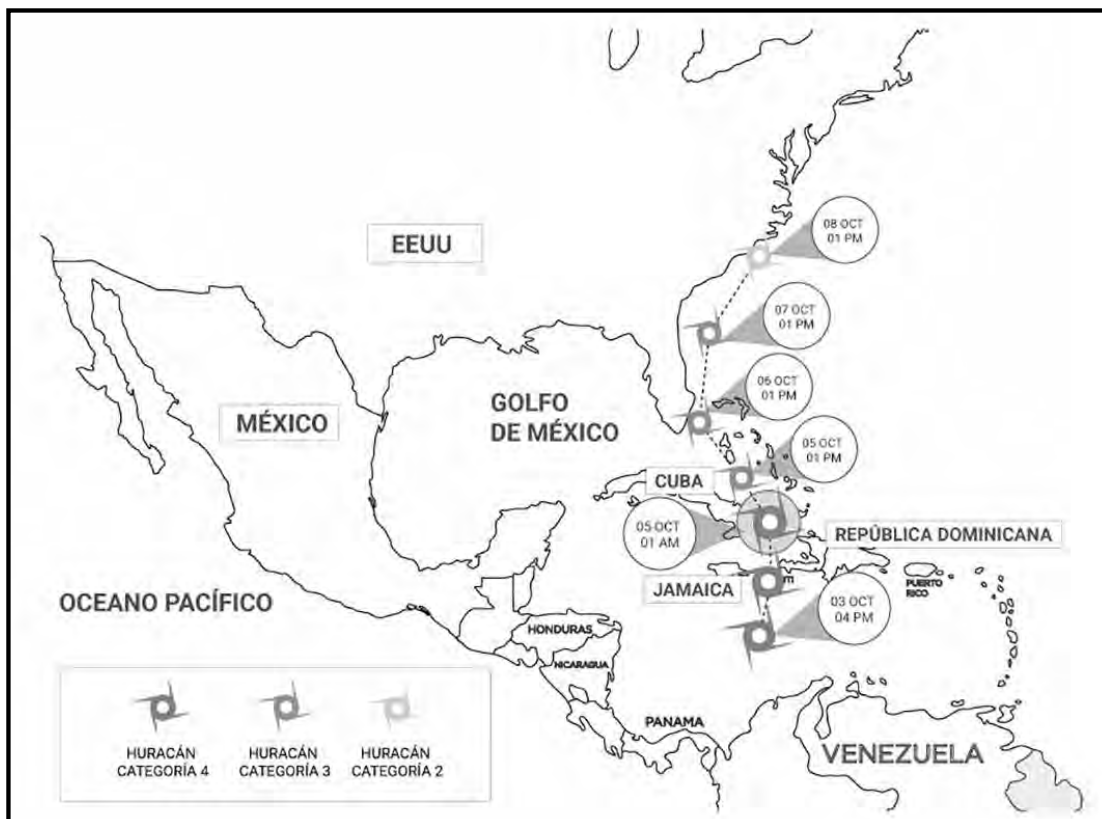 08 OCT
01 PM
EEUU
07 OCT
01 PM
06 OCT
01 PM
MÉXICO
GOLFO
DE MÉXICO
05 OCT
01 PM
CUBA
05 OCT
01 AM
REPÚBLICA DOMINICANA
JAMAICA
PUERTO
RICO
OCEANO PACÍFICO
03 OCT
04 PM
HONDURAS
NICARAGUA
PANAMA
VENEZUELA
HURACÁN
CATEGORÍA 4
HURACÁN
CATEGORÍA 3
HURACÁN
CATEGORÍA 2